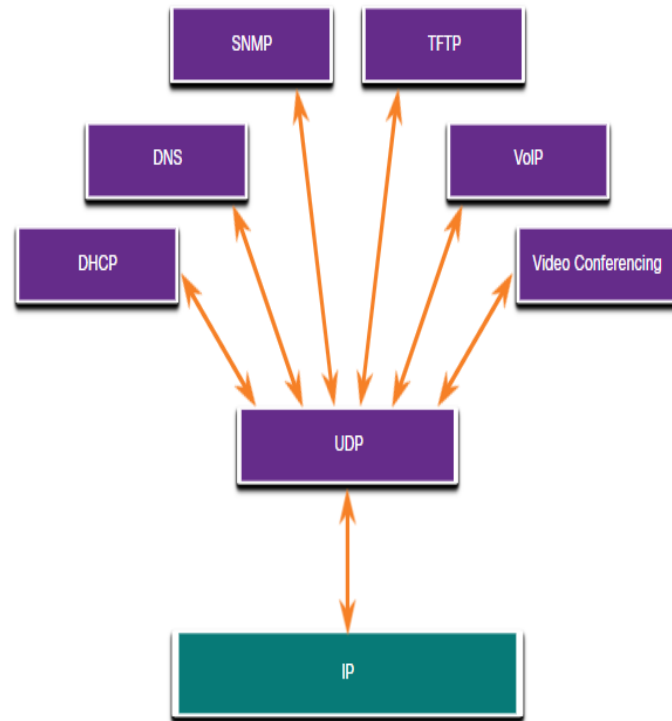 SNMP
TFTP
DNS
VoIP
DHCP
Video Conferencing
UDP
IP